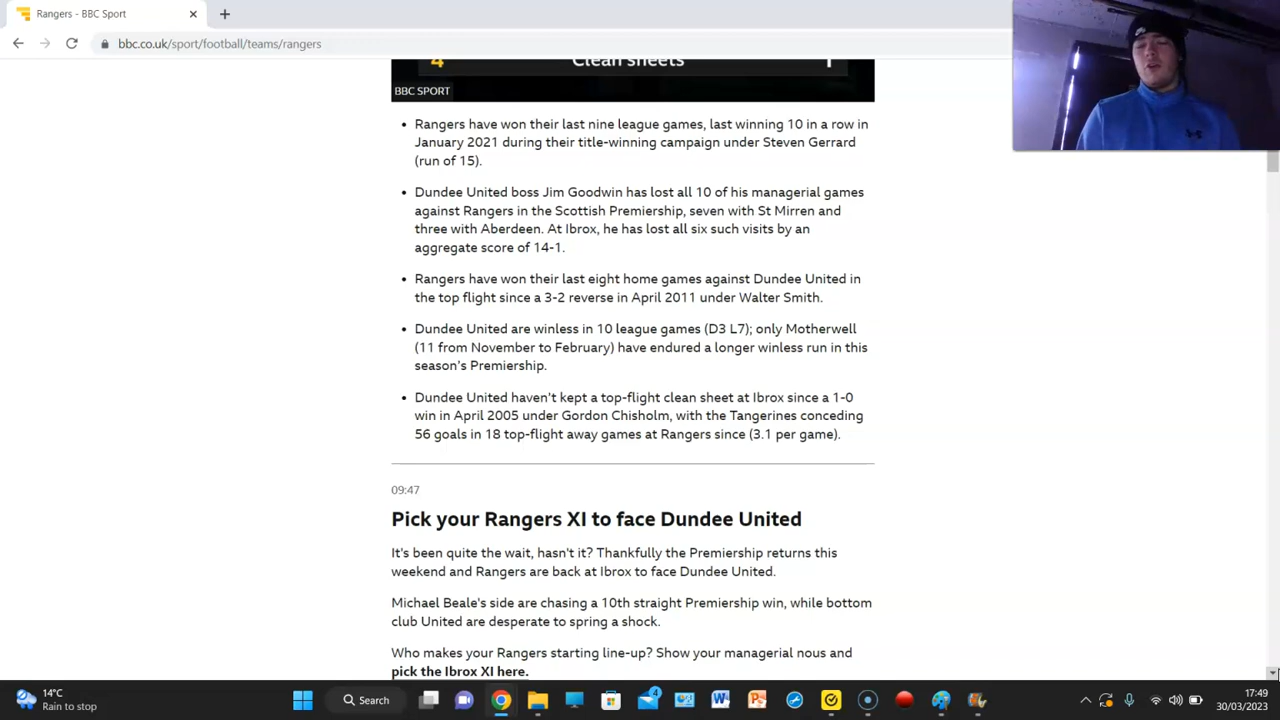 Rangers - BBC Sport
bbc.co.uk/sport/football/teams/rangers
4 Clean sheets 1
BBC SPORT
• Rangers have won their last nine league games, last winning 10 in a row in
January 2021 during their title-winning campaign under Steven Gerrard
(run of 15).
• Dundee United boss Jim Goodwin has lost all 10 of his managerial games
against Rangers in the Scottish Premiership, seven with St Mirren and
three with Aberdeen. At Ibrox, he has lost all six such visits by an
aggregate score of 14-1.
• Rangers have won their last eight home games against Dundee United in
the top flight since a 3-2 reverse in April 2011 under Walter Smith.
• Dundee United are winless in 10 league games (D3 L7); only Motherwell
(11 from November to February) have endured a longer winless run in this
season's Premiership.
• Dundee United haven't kept a top-flight clean sheet at Ibrox since a 1-0
win in April 2005 under Gordon Chisholm, with the Tangerines conceding
56 goals in 18 top-flight away games at Rangers since (3.1 per game).
09:47
Pick your Rangers XI to face Dundee United
It's been quite the wait, hasn't it? Thankfully the Premiership returns this
weekend and Rangers are back at Ibrox to face Dundee United.
Michael Beale's side are chasing a 10th straight Premiership win, while bottom
club United are desperate to spring a shock.
Who makes your Rangers starting line-up? Show your managerial nous and
pick the Ibrox XI here.
14°C
Rain to stop
Search
4
17:49
30/03/2023